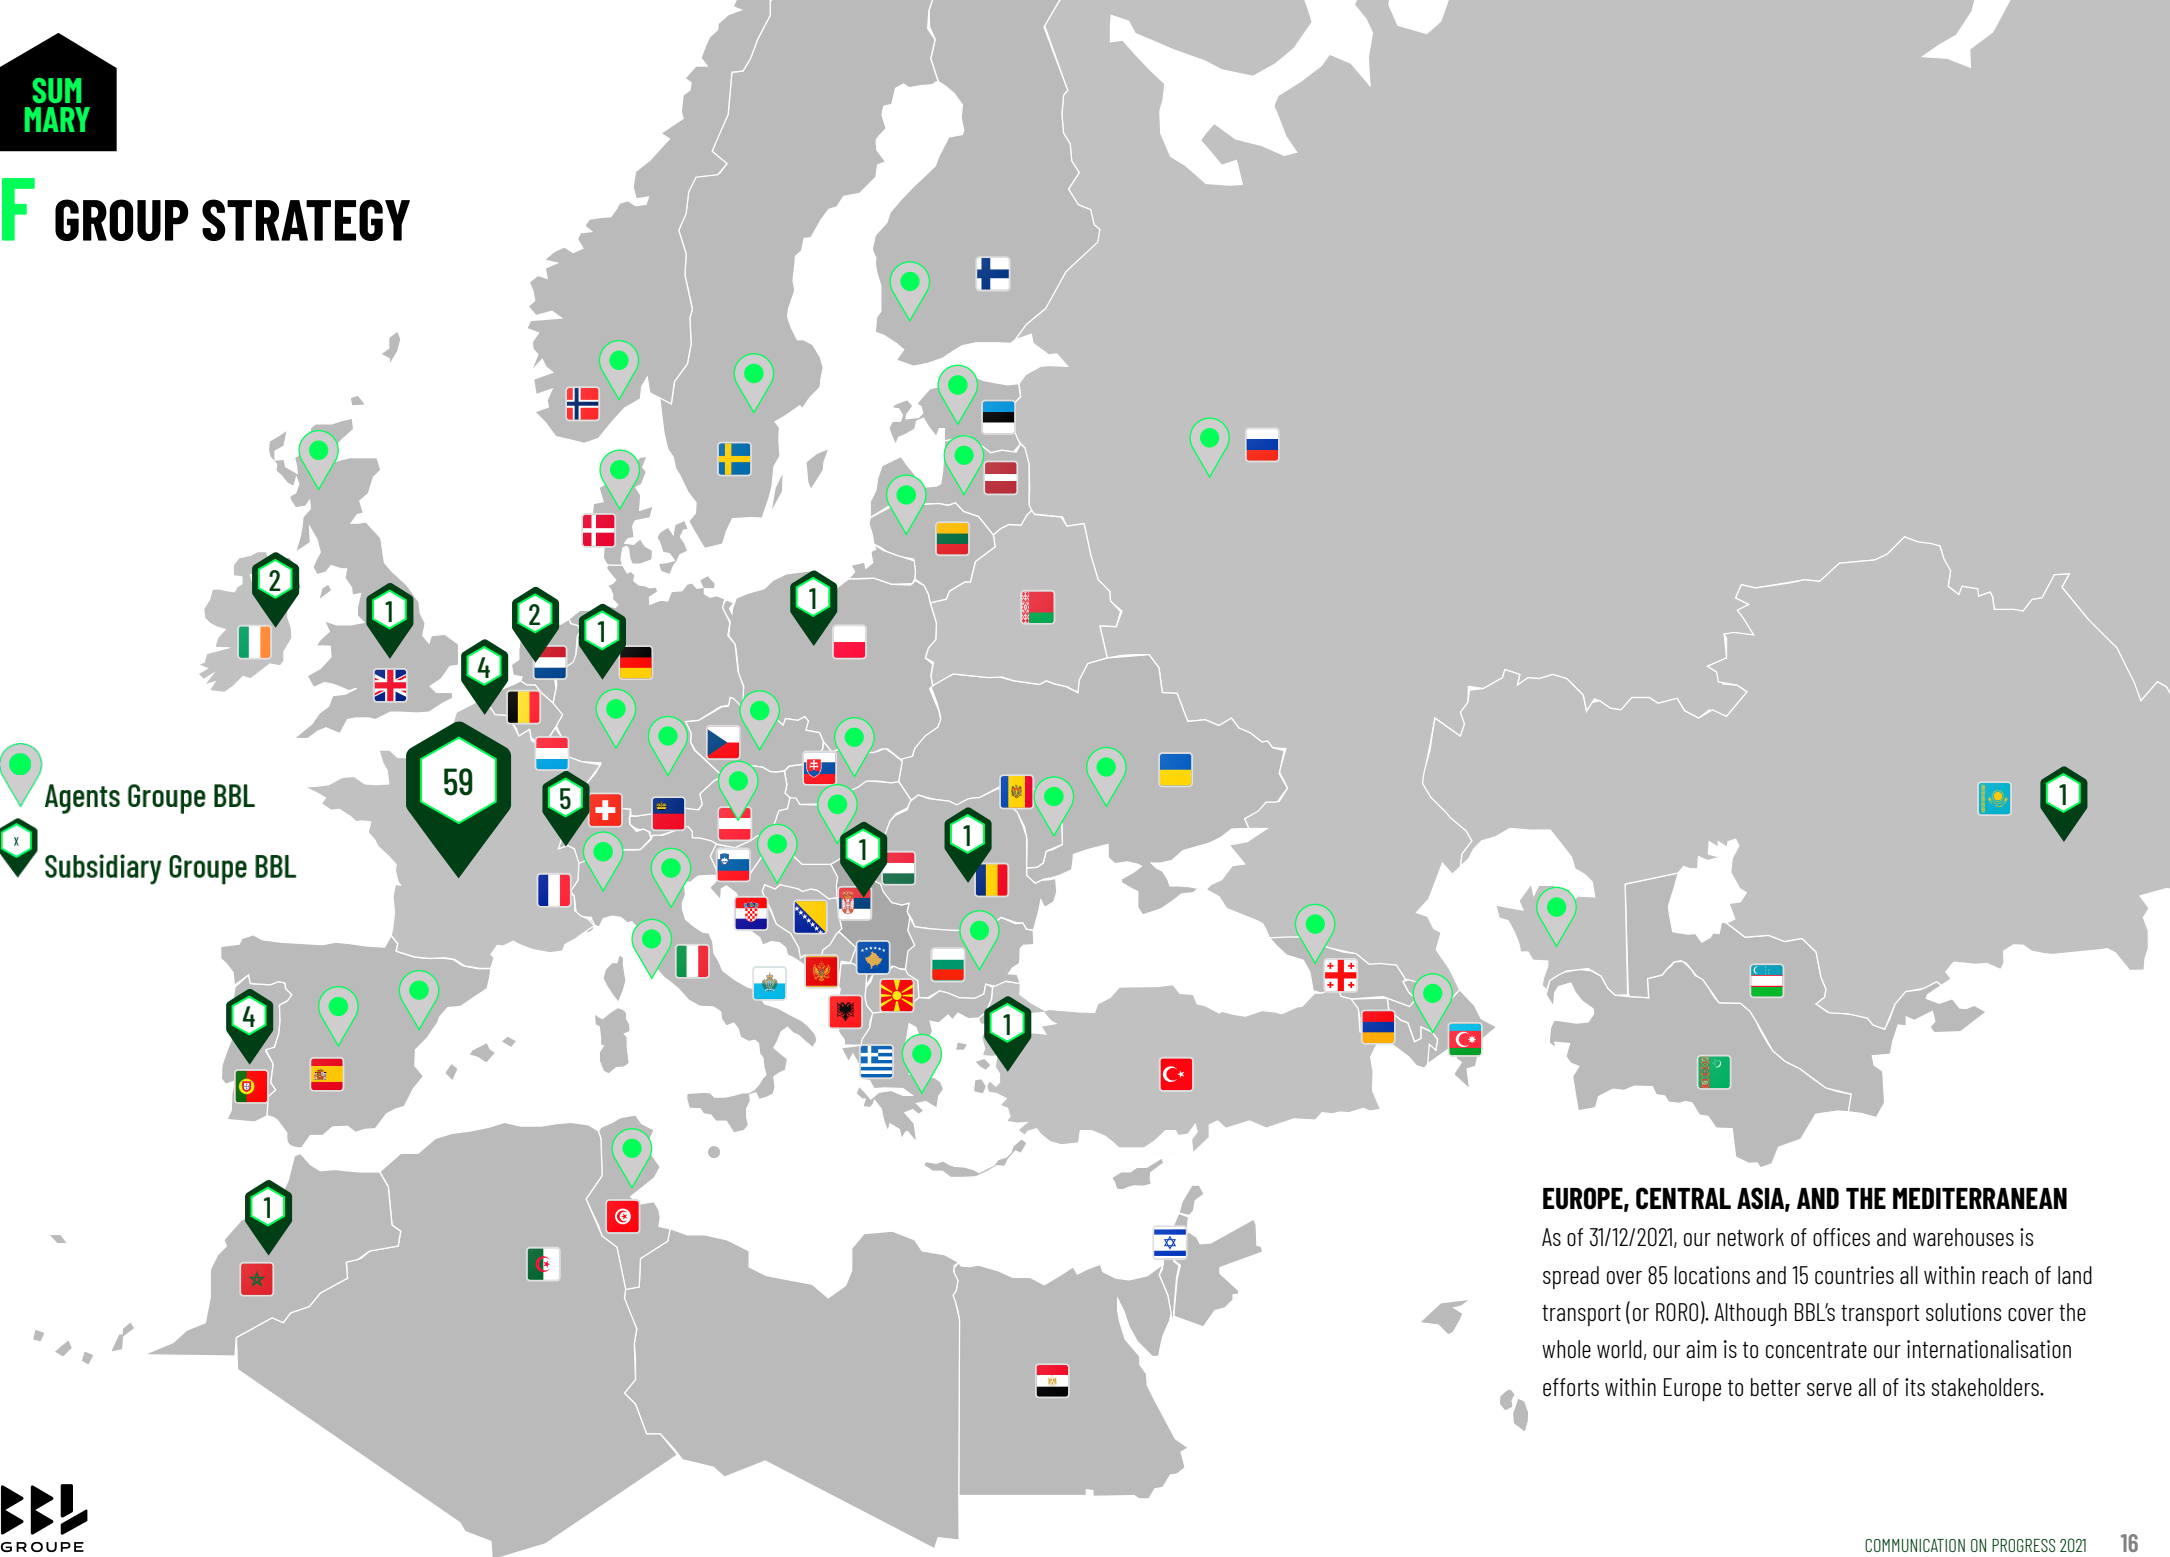 SUM
MARY
F GROUP STRATEGY
2
1
2
1
4
1
59
5
1
1
1
Agents Groupe BBL
x
Subsidiary Groupe BBL
4
1
1
EUROPE, CENTRAL ASIA, AND THE MEDITERRANEAN
As of 31/12/2021, our network of offices and warehouses is
spread over 85 locations and 15 countries all within reach of land
transport (or RORO). Although BBL's transport solutions cover the
whole world, our aim is to concentrate our internationalisation
efforts within Europe to better serve all of its stakeholders.
BBL
GROUPE
COMMUNICATION ON PROGRESS 2021 16